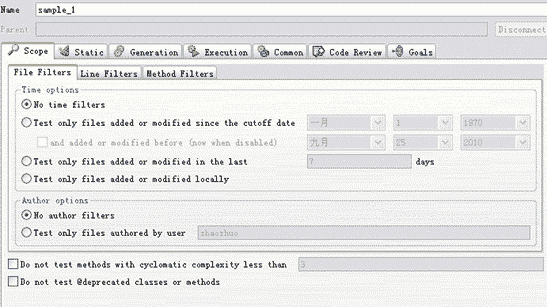 Name sample_1
Parent Disconnect
Scope Static Generation Execution Common Code Review Goals
File Filters Line Filters Method Filters
Time options
No time filters
Test only files added or modified since the cutoff date 一月 1 1970
and added or modified before (now when disabled) 九月 25 2010
Test only files added or modified in the last 7 days
Test only files added or modified locally
Author options
No author filters
Test only files authored by user zhaozhuo
Do not test methods with cyclomatic complexity less than 3
Do not test @deprecated classes or methods